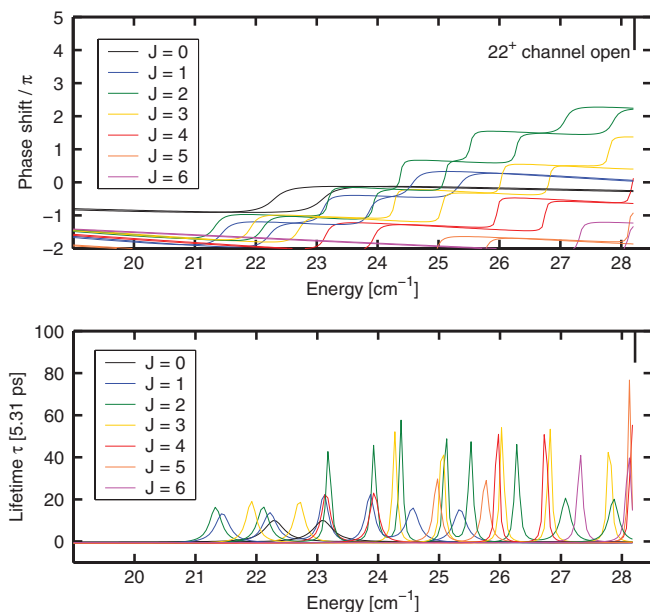 5
4
3
2
1
0
−1
−2
Phase shift / π
J = 0
J = 1
J = 2
J = 3
J = 4
J = 5
J = 6
22⁺ channel open
20 21 22 23 24 25 26 27 28
Energy [cm⁻¹]
100
80
60
40
20
0
Lifetime τ [5.31 ps]
J = 0
J = 1
J = 2
J = 3
J = 4
J = 5
J = 6
20 21 22 23 24 25 26 27 28
Energy [cm⁻¹]